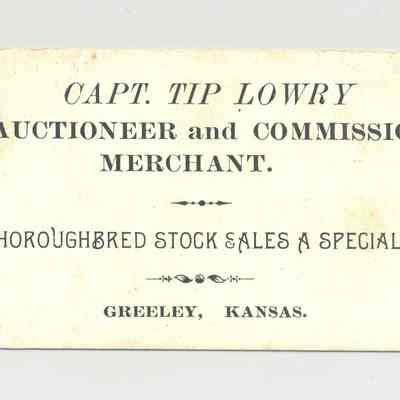 CAPT. TIP LOWRY
AUCTIONEER and COMMISSIO
MERCHANT.
HOROUGHBRED STOCK SALES A SPECIAL
GREELEY, KANSAS.